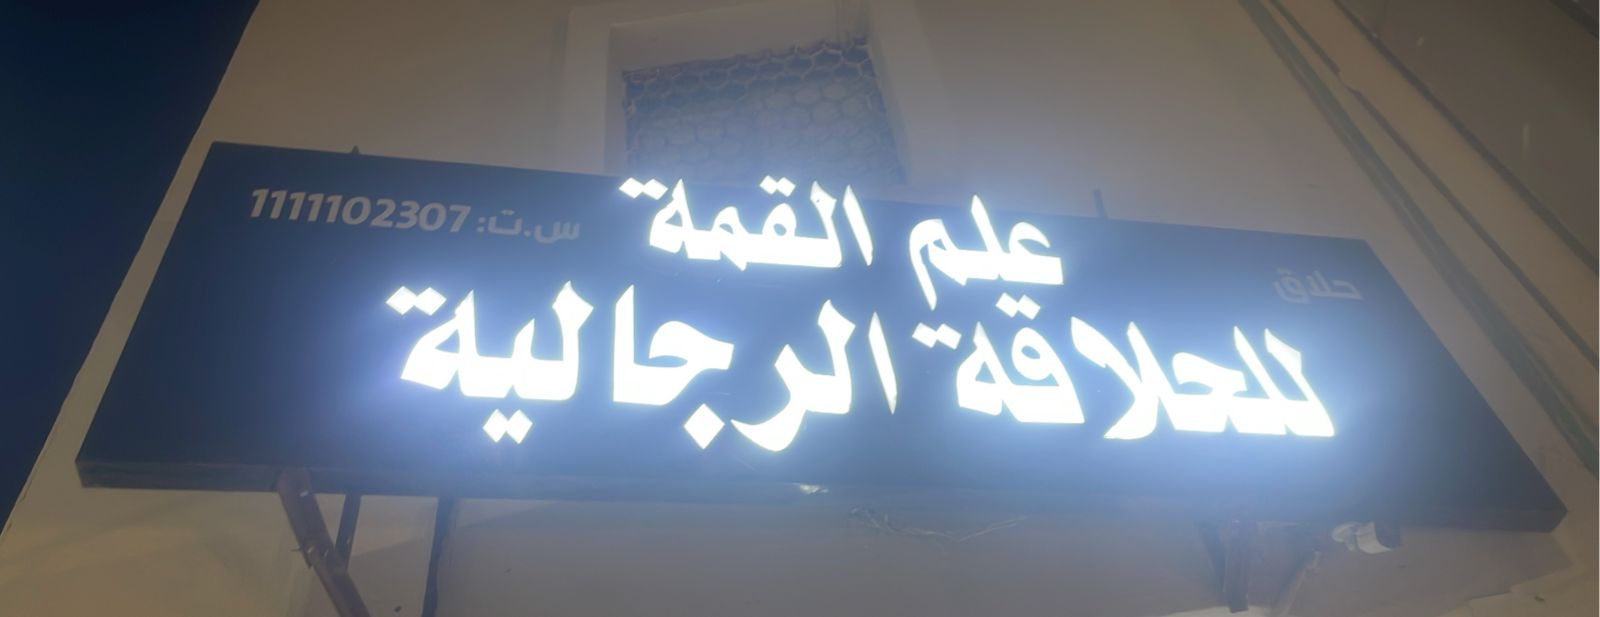 علم القمة
س.ت: 1111102307
حلاق
للحلاقة الرجالية